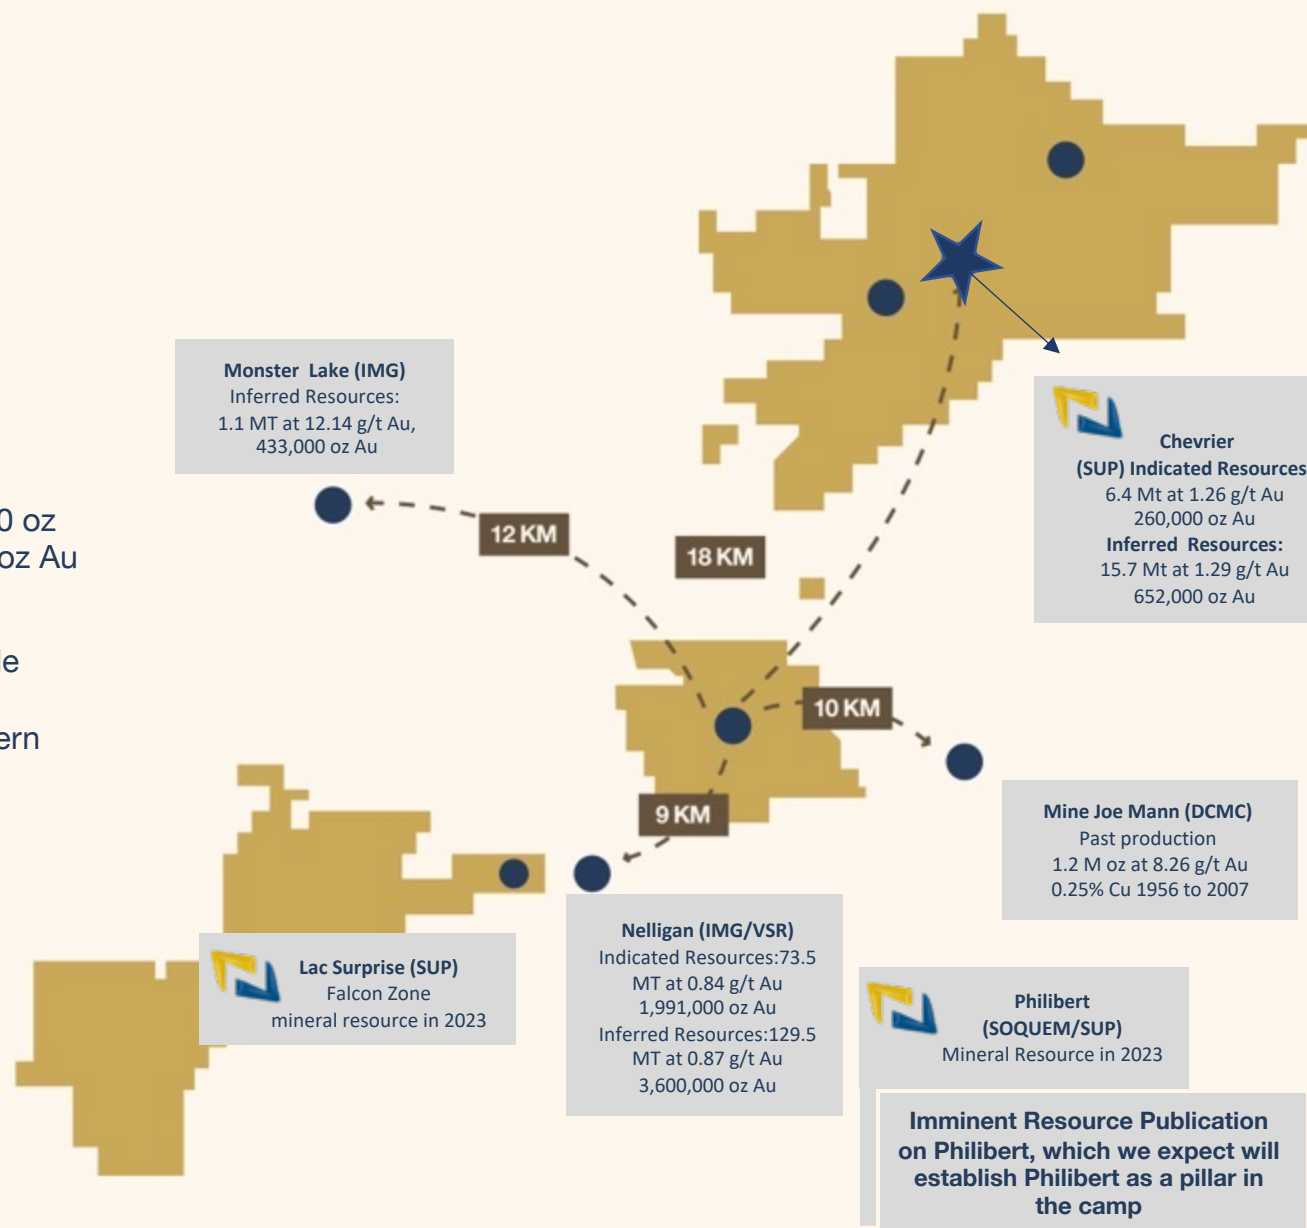 Monster Lake (IMG)
Inferred Resources:
1.1 MT at 12.14 g/t Au,
433,000 oz Au
0 oz
oz Au
le
ern
12 KM
18 KM
10 KM
9 KM
Chevrier
(SUP) Indicated Resources
6.4 Mt at 1.26 g/t Au
260,000 oz Au
Inferred Resources:
15.7 Mt at 1.29 g/t Au
652,000 oz Au
Mine Joe Mann (DCMC)
Past production
1.2 M oz at 8.26 g/t Au
0.25% Cu 1956 to 2007
Lac Surprise (SUP)
Falcon Zone
mineral resource in 2023
Nelligan (IMG/VSR)
Indicated Resources:73.5
MT at 0.84 g/t Au
1,991,000 oz Au
Inferred Resources:129.5
MT at 0.87 g/t Au
3,600,000 oz Au
Philibert
(SOQUEM/SUP)
Mineral Resource in 2023
Imminent Resource Publication
on Philibert, which we expect will
establish Philibert as a pillar in
the camp